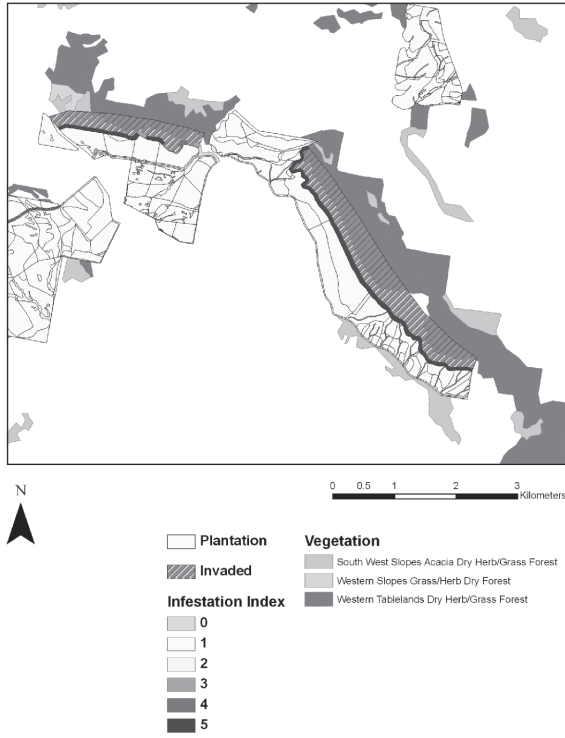 N
0 0.5 1 2 3
Kilometers
Plantation
Invaded
Infestation Index
0
1
2
3
4
5
Vegetation
South West Slopes Acacia Dry Herb/Grass Forest
Western Slopes Grass/Herb Dry Forest
Western Tablelands Dry Herb/Grass Forest